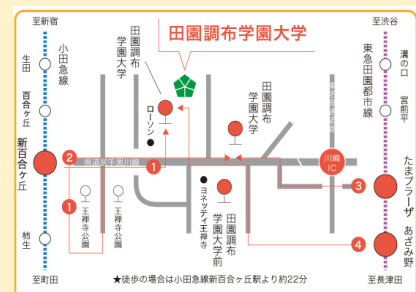 至新宿
至渋谷
田園調布学園大学
小田急線
生田
百合ヶ丘
新百合ヶ丘
柿生
至町田
田園調布
学園大学
ローソン
田園調布
学園大学
東急田園都市線
溝の口
宮前平
川崎
IC
たまプラーザ
あざみ野
至長津田
2
1
1
3
4
王禅寺公園
王禅寺公園
ヨネッティ王禅寺
田園調布
学園大学前
★徒歩の場合は小田急線新百合ヶ丘駅より約22分